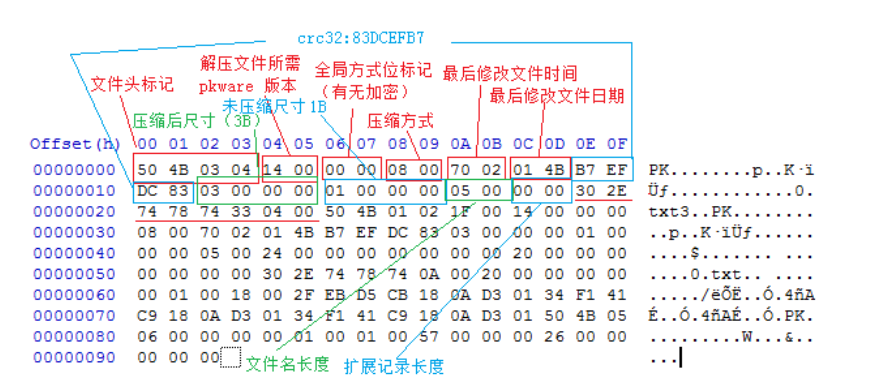 crc32:83DCEFB7
解压文件所需
pkware 版本
全局方式位标记
（有无加密）
最后修改文件时间
文件头标记
最后修改文件日期
未压缩尺寸1B
压缩后尺寸（3B）
压缩方式
Offset(h) 00 01 02 03 04 05 06 07 08 09 0A 0B 0C 0D 0E 0F
00000000 50 4B 03 04 14 00 00 00 08 00 70 02 01 4B B7 EF PK........p..K·ï
00000010 DC 83 03 00 00 00 01 00 00 00 05 00 00 00 30 2E Üƒ............0.
00000020 74 78 74 33 04 00 50 4B 01 02 1F 00 14 00 00 00 txt3..PK........
00000030 08 00 70 02 01 4B B7 EF DC 83 03 00 00 00 01 00 ..p..K·ïÜƒ......
00000040 00 00 05 00 24 00 00 00 00 00 00 00 20 00 00 00 ....$....... ...
00000050 00 00 00 00 30 2E 74 78 74 0A 00 20 00 00 00 00 ....0.txt.. ....
00000060 00 01 00 18 00 2F EB D5 CB 18 0A D3 01 34 F1 41 ...../ëÕË..Ó.4ñA
00000070 C9 18 0A D3 01 34 F1 41 C9 18 0A D3 01 50 4B 05 É..Ó.4ñAÉ..Ó.PK.
00000080 06 00 00 00 00 01 00 01 00 57 00 00 00 26 00 00 .........W...&..
00000090 00 00 00 ...
文件名长度
扩展记录长度